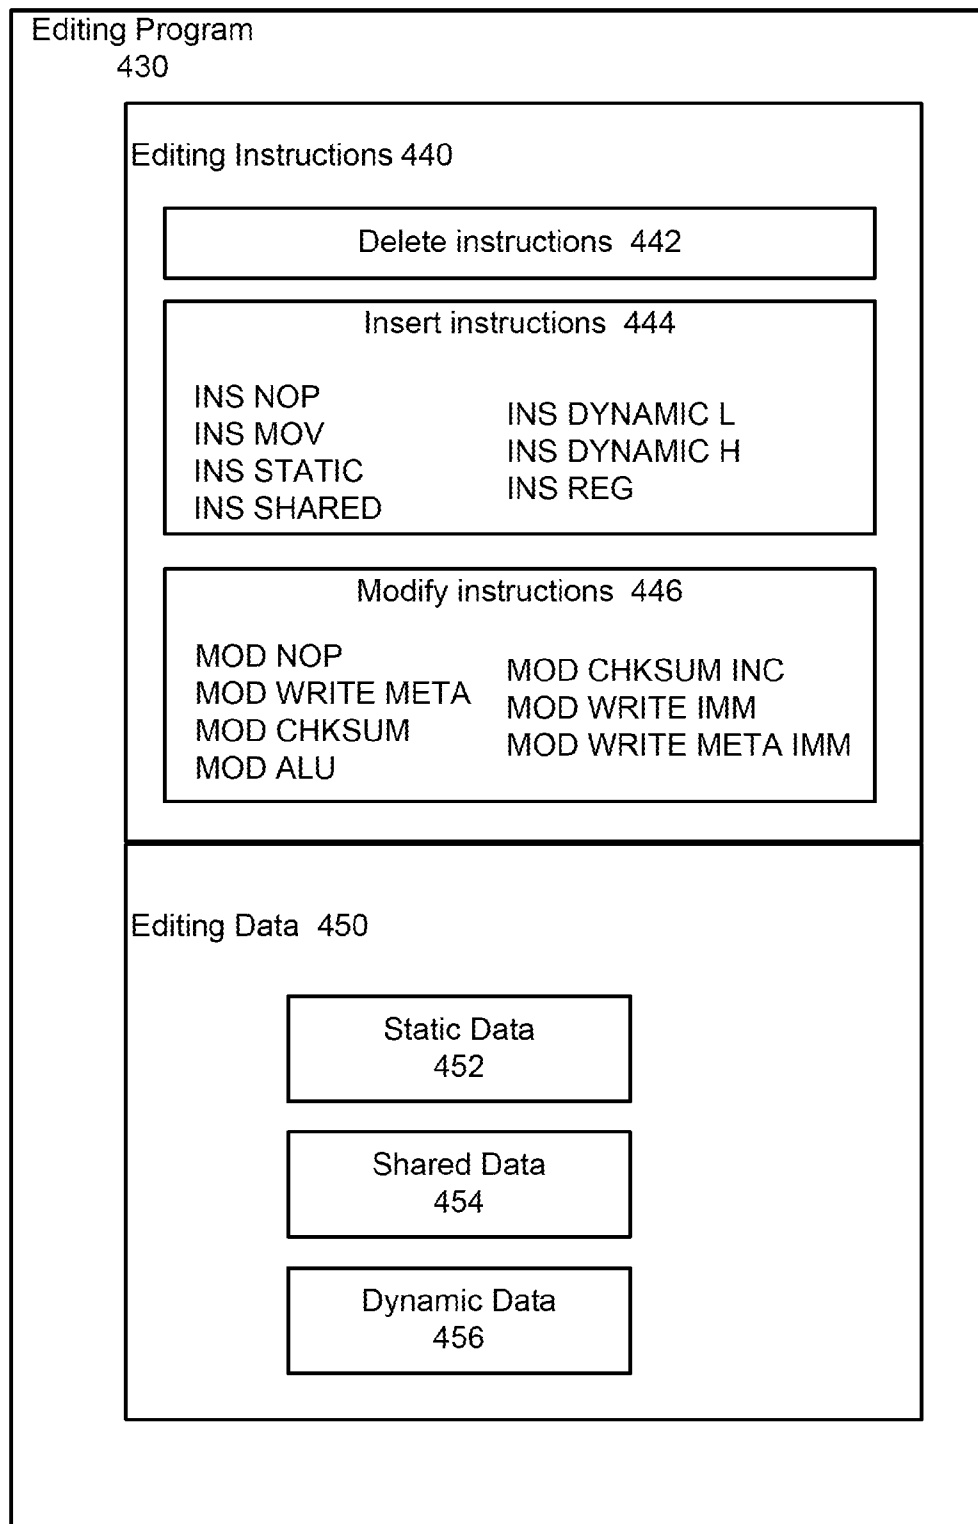 Editing Program
430
Editing Instructions 440
Delete instructions 442
Insert instructions 444
INS NOP
INS MOV
INS STATIC
INS SHARED
INS DYNAMIC L
INS DYNAMIC H
INS REG
Modify instructions 446
MOD NOP
MOD WRITE META
MOD CHKSUM
MOD ALU
MOD CHKSUM INC
MOD WRITE IMM
MOD WRITE META IMM
Editing Data 450
Static Data
452
Shared Data
454
Dynamic Data
456